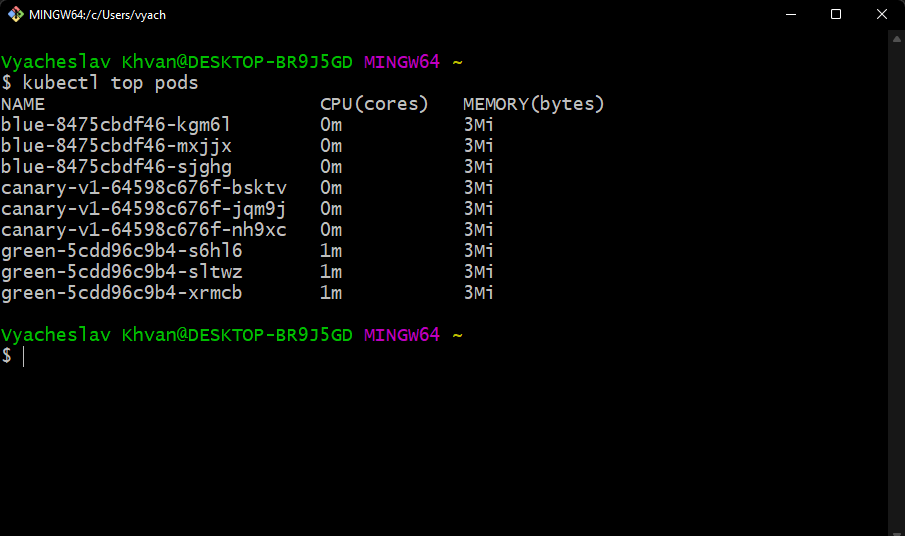 MINGW64:/c/Users/vyach
Vyacheslav Khvan@DESKTOP-BR9J5GD MINGW64 ~
$ kubectl top pods
NAME CPU(cores) MEMORY(bytes)
blue-8475cbdf46-kgm6l 0m 3Mi
blue-8475cbdf46-mxjjx 0m 3Mi
blue-8475cbdf46-sjghg 0m 3Mi
canary-v1-64598c676f-bsktv 0m 3Mi
canary-v1-64598c676f-jqm9j 0m 3Mi
canary-v1-64598c676f-nh9xc 0m 3Mi
green-5cdd96c9b4-s6hl6 1m 3Mi
green-5cdd96c9b4-sltwz 1m 3Mi
green-5cdd96c9b4-xrmcb 1m 3Mi
Vyacheslav Khvan@DESKTOP-BR9J5GD MINGW64 ~
$